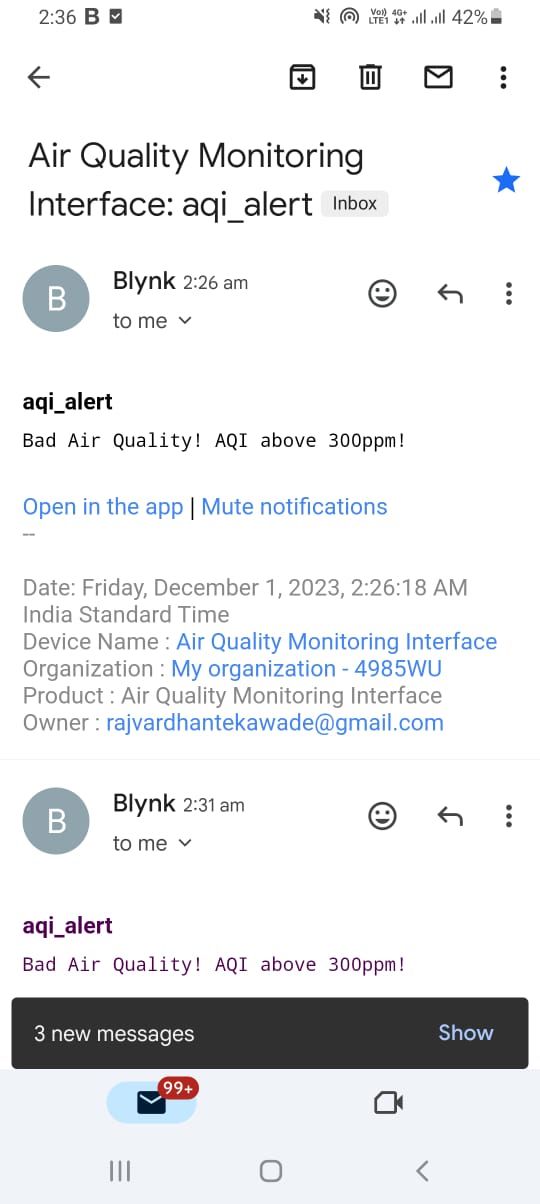 2:36 B
Vo)) LTE1 4G+ 42%
Air Quality Monitoring
Interface: aqi_alert Inbox
B
Blynk 2:26 am
to me
aqi_alert
Bad Air Quality! AQI above 300ppm!
Open in the app | Mute notifications
--
Date: Friday, December 1, 2023, 2:26:18 AM
India Standard Time
Device Name : Air Quality Monitoring Interface
Organization : My organization - 4985WU
Product : Air Quality Monitoring Interface
Owner : rajvardhantekawade@gmail.com
B
Blynk 2:31 am
to me
aqi_alert
Bad Air Quality! AQI above 300ppm!
3 new messages Show
99+